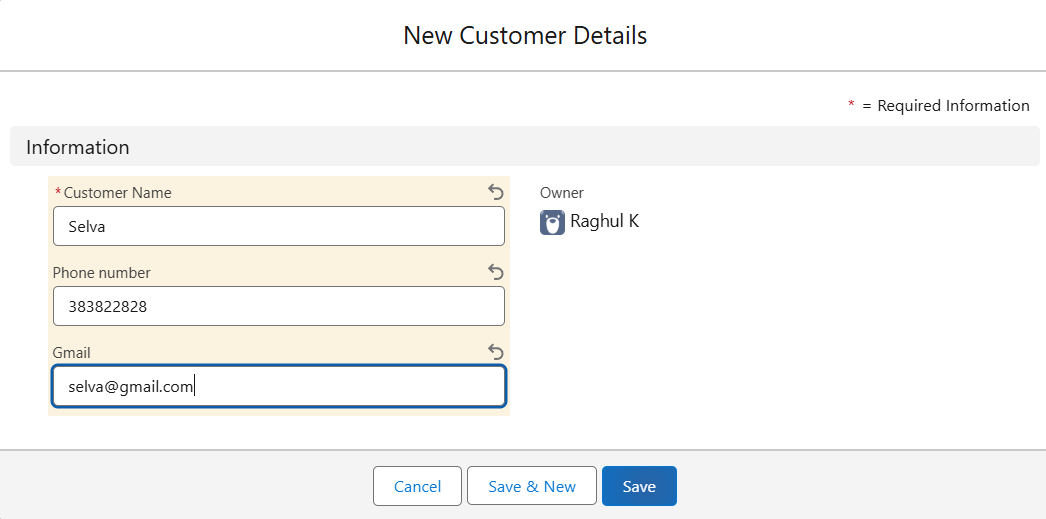 New Customer Details
* = Required Information
Information
*Customer Name
Selva
Owner
Raghul K
Phone number
383822828
Gmail
selva@gmail.com
Cancel
Save & New
Save